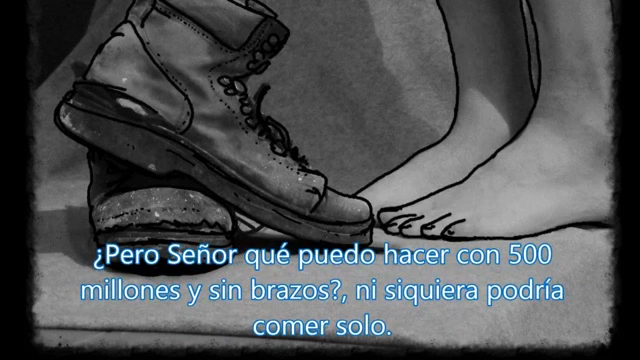 ¿Pero Señor qué puedo hacer con 500
millones y sin brazos?, ni siquiera podría
comer solo.